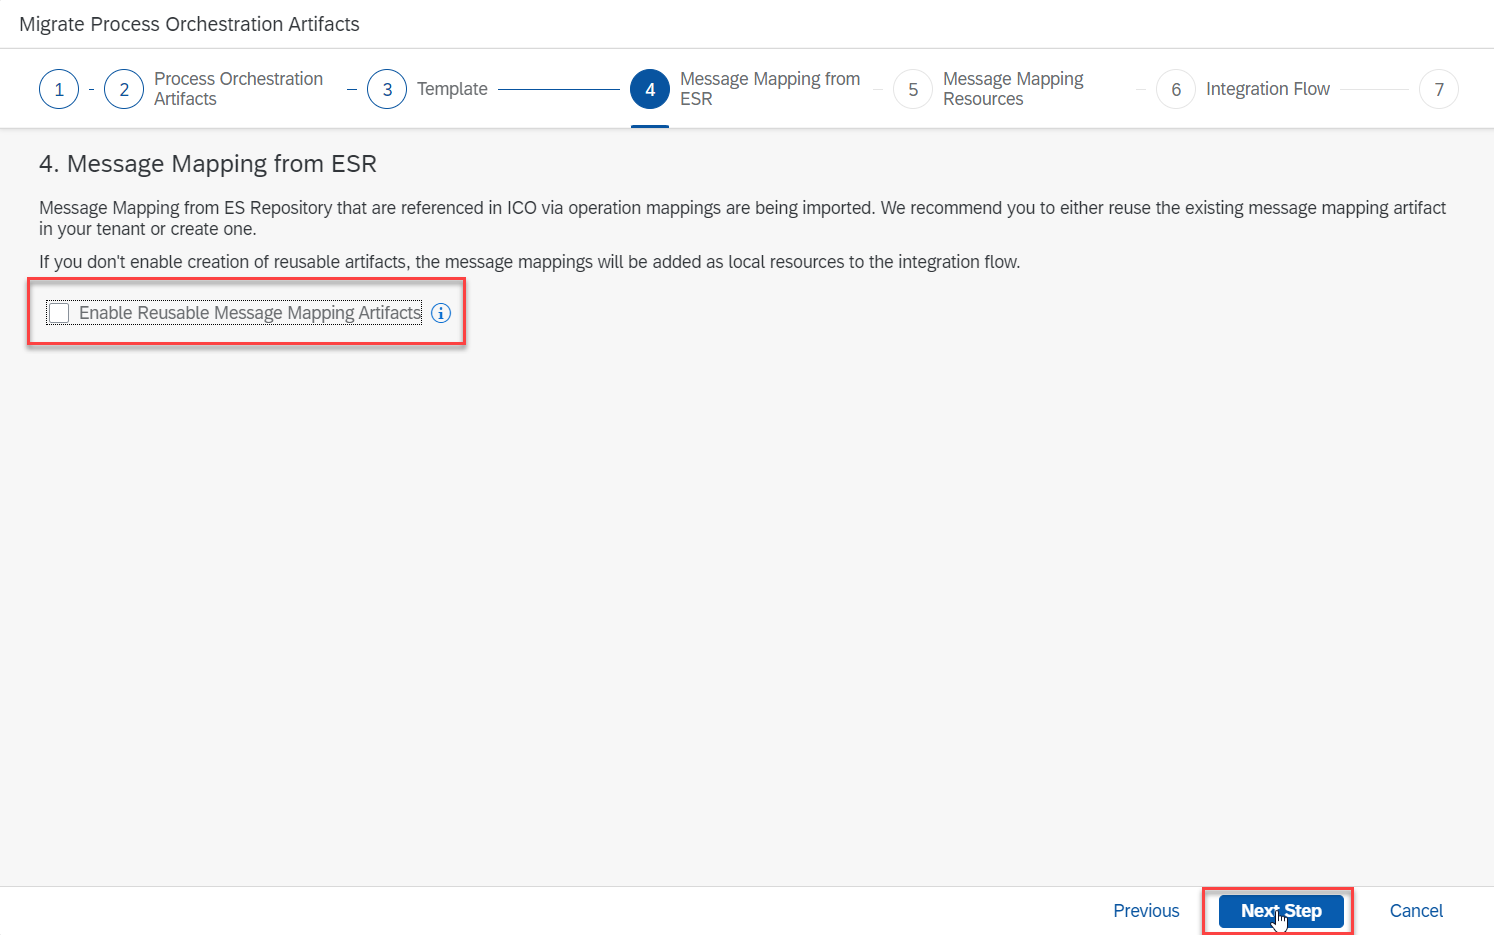 Migrate Process Orchestration Artifacts
1
2
Process Orchestration
Artifacts
3
Template
4
Message Mapping from
ESR
5
Message Mapping
Resources
6
Integration Flow
7
4. Message Mapping from ESR
Message Mapping from ES Repository that are referenced in ICO via operation mappings are being imported. We recommend you to either reuse the existing message mapping artifact
in your tenant or create one.
If you don't enable creation of reusable artifacts, the message mappings will be added as local resources to the integration flow.
Enable Reusable Message Mapping Artifacts
Previous
Next Step
Cancel